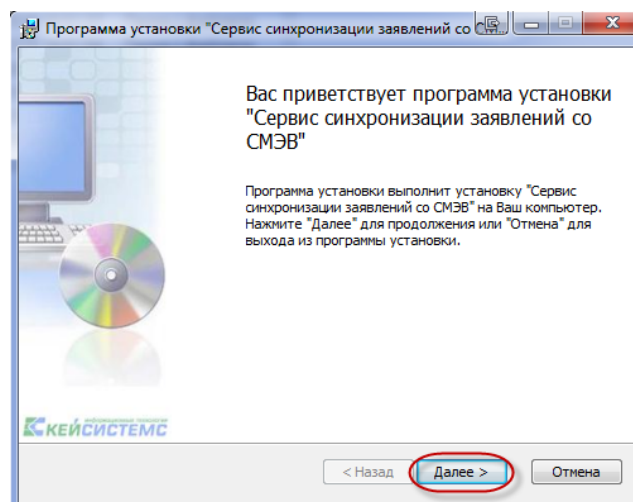 Программа установки "Сервис синхронизации заявлений со
Вас приветствует программа установки
"Сервис синхронизации заявлений со
СМЭВ"
Программа установки выполнит установку "Сервис
синхронизации заявлений со СМЭВ" на Ваш компьютер.
Нажмите "Далее" для продолжения или "Отмена" для
выхода из программы установки.
информационные технологии
КЕЙСИСТЕМС
< Назад
Далее >
Отмена